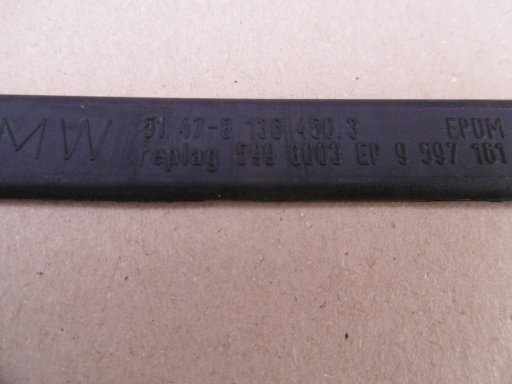 MW 51.47-8 136 450.3 EPDM
replag 599 8003 EP 9 597 161